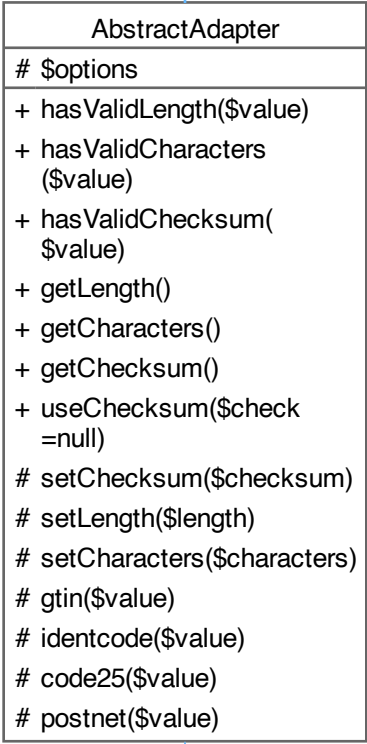 AbstractAdapter
# $options
+ hasValidLength($value)
+ hasValidCharacters
($value)
+ hasValidChecksum(
$value)
+ getLength()
+ getCharacters()
+ getChecksum()
+ useChecksum($check
=null)
# setChecksum($checksum)
# setLength($length)
# setCharacters($characters)
# gtin($value)
# identcode($value)
# code25($value)
# postnet($value)